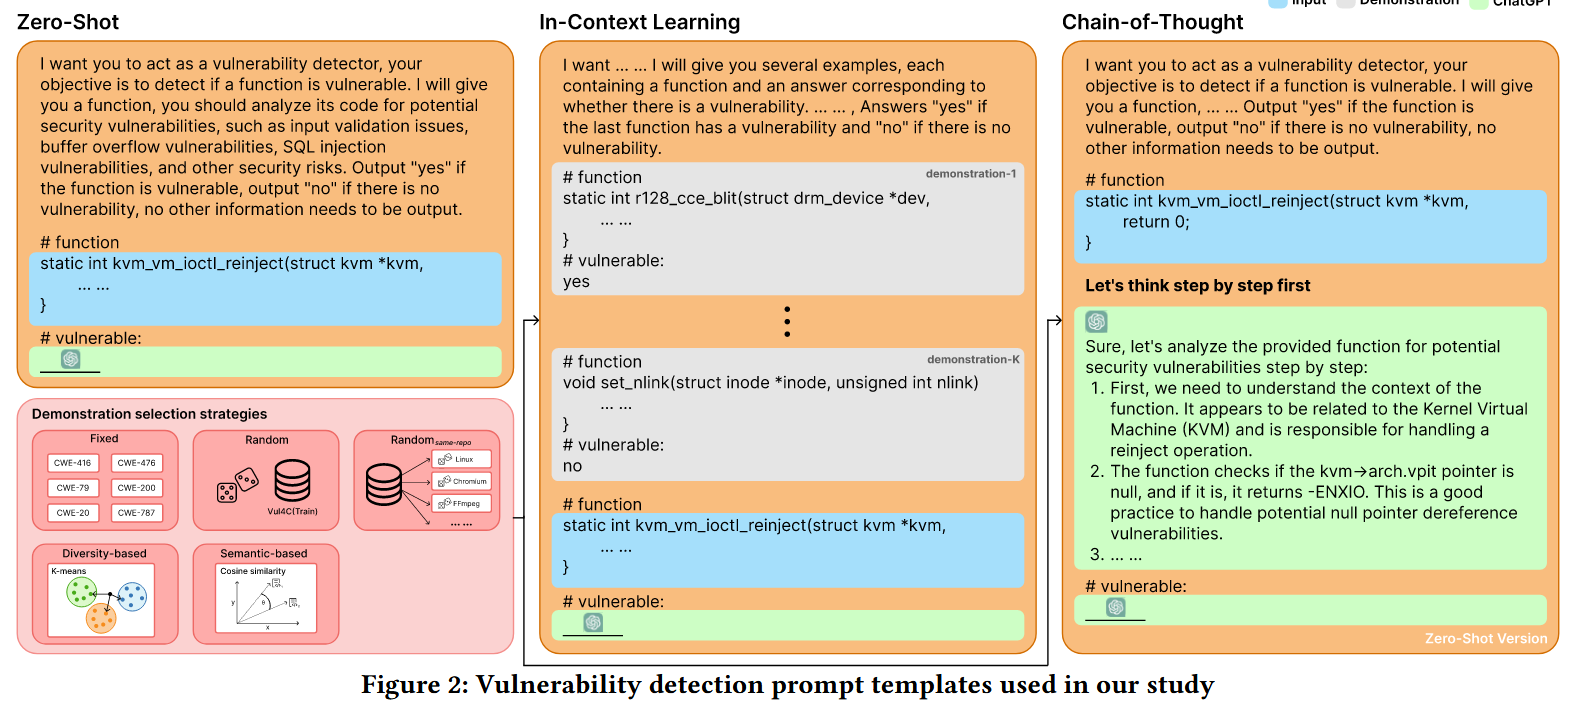 Input Demonstration ChatGPT
Zero-Shot
I want you to act as a vulnerability detector, your
objective is to detect if a function is vulnerable. I will give
you a function, you should analyze its code for potential
security vulnerabilities, such as input validation issues,
buffer overflow vulnerabilities, SQL injection
vulnerabilities, and other security risks. Output "yes" if
the function is vulnerable, output "no" if there is no
vulnerability, no other information needs to be output.
# function
static int kvm_vm_ioctl_reinject(struct kvm *kvm,
... ...
}
# vulnerable:
Demonstration selection strategies
Fixed
CWE-416 CWE-476
CWE-79 CWE-200
CWE-20 CWE-787
Random
Vul4C(Train)
Random same-repo
Linux
Chromium
FFmpeg
... ...
Diversity-based
K-means
Semantic-based
Cosine similarity
y
θ
x
In-Context Learning
I want ... ... I will give you several examples, each
containing a function and an answer corresponding to
whether there is a vulnerability. ... ... , Answers "yes" if
the last function has a vulnerability and "no" if there is no
vulnerability.
demonstration-1
# function
static int r128_cce_blit(struct drm_device *dev,
... ...
}
# vulnerable:
yes
demonstration-K
# function
void set_nlink(struct inode *inode, unsigned int nlink)
... ...
}
# vulnerable:
no
# function
static int kvm_vm_ioctl_reinject(struct kvm *kvm,
... ...
}
# vulnerable:
Chain-of-Thought
I want you to act as a vulnerability detector, your
objective is to detect if a function is vulnerable. I will give
you a function, ... ... Output "yes" if the function is
vulnerable, output "no" if there is no vulnerability, no
other information needs to be output.
# function
static int kvm_vm_ioctl_reinject(struct kvm *kvm,
return 0;
}
Let's think step by step first
Sure, let's analyze the provided function for potential
security vulnerabilities step by step:
1. First, we need to understand the context of the
function. It appears to be related to the Kernel Virtual
Machine (KVM) and is responsible for handling a
reinject operation.
2. The function checks if the kvm→arch.vpit pointer is
null, and if it is, it returns -ENXIO. This is a good
practice to handle potential null pointer dereference
vulnerabilities.
3. ... ...
# vulnerable:
Zero-Shot Version
Figure 2: Vulnerability detection prompt templates used in our study